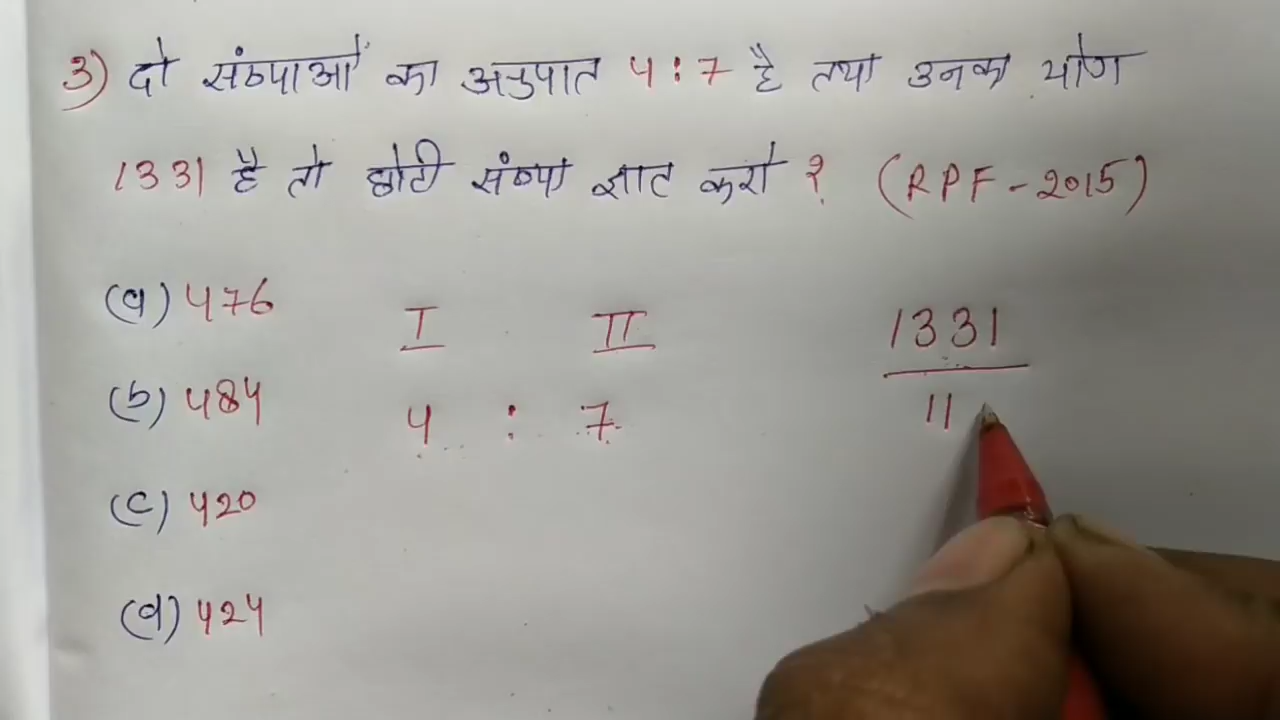 3) दो संख्याओं का अनुपात 4:7 है तथा उनका योग
1331 है तो छोटी संख्या ज्ञात करो ? (RPF-2015)
(a) 476
(b) 484
(c) 420
(d) 424
I II
4 : 7
1331
11